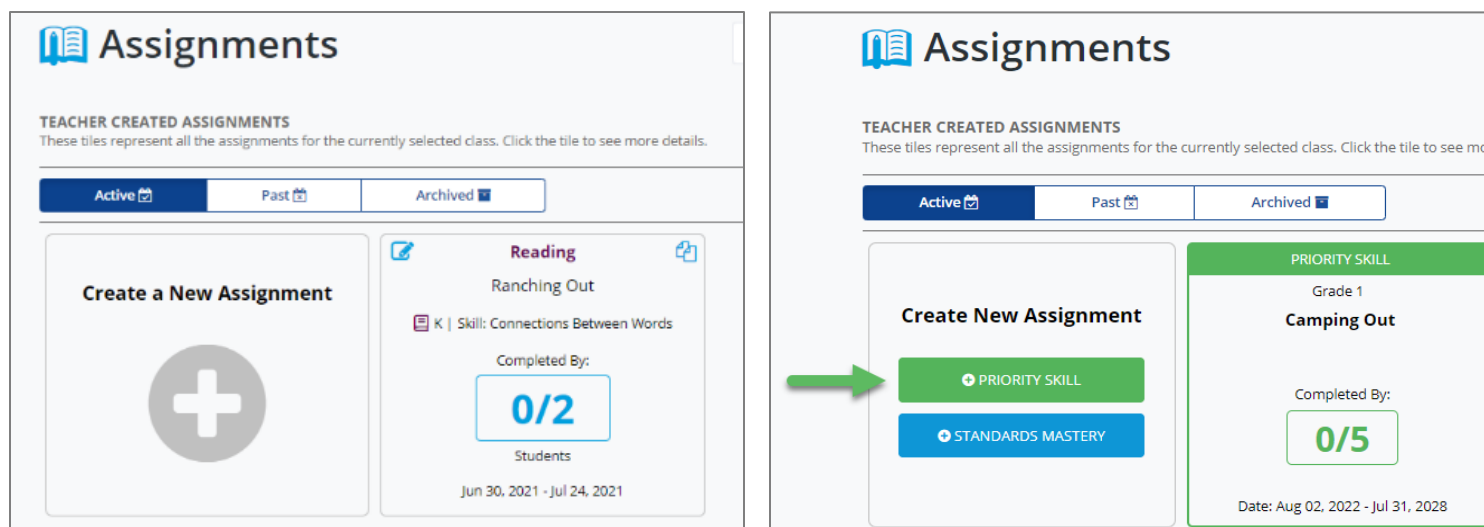 Assignments
TEACHER CREATED ASSIGNMENTS
These tiles represent all the assignments for the currently selected class. Click the tile to see more details.
Active
Past
Archived
Create a New Assignment
Reading
Ranching Out
K | Skill: Connections Between Words
Completed By:
0/2
Students
Jun 30, 2021 - Jul 24, 2021
Assignments
TEACHER CREATED ASSIGNMENTS
These tiles represent all the assignments for the currently selected class. Click the tile to see mo
Active
Past
Archived
Create New Assignment
PRIORITY SKILL
STANDARDS MASTERY
PRIORITY SKILL
Grade 1
Camping Out
Completed By:
0/5
Date: Aug 02, 2022 - Jul 31, 2028